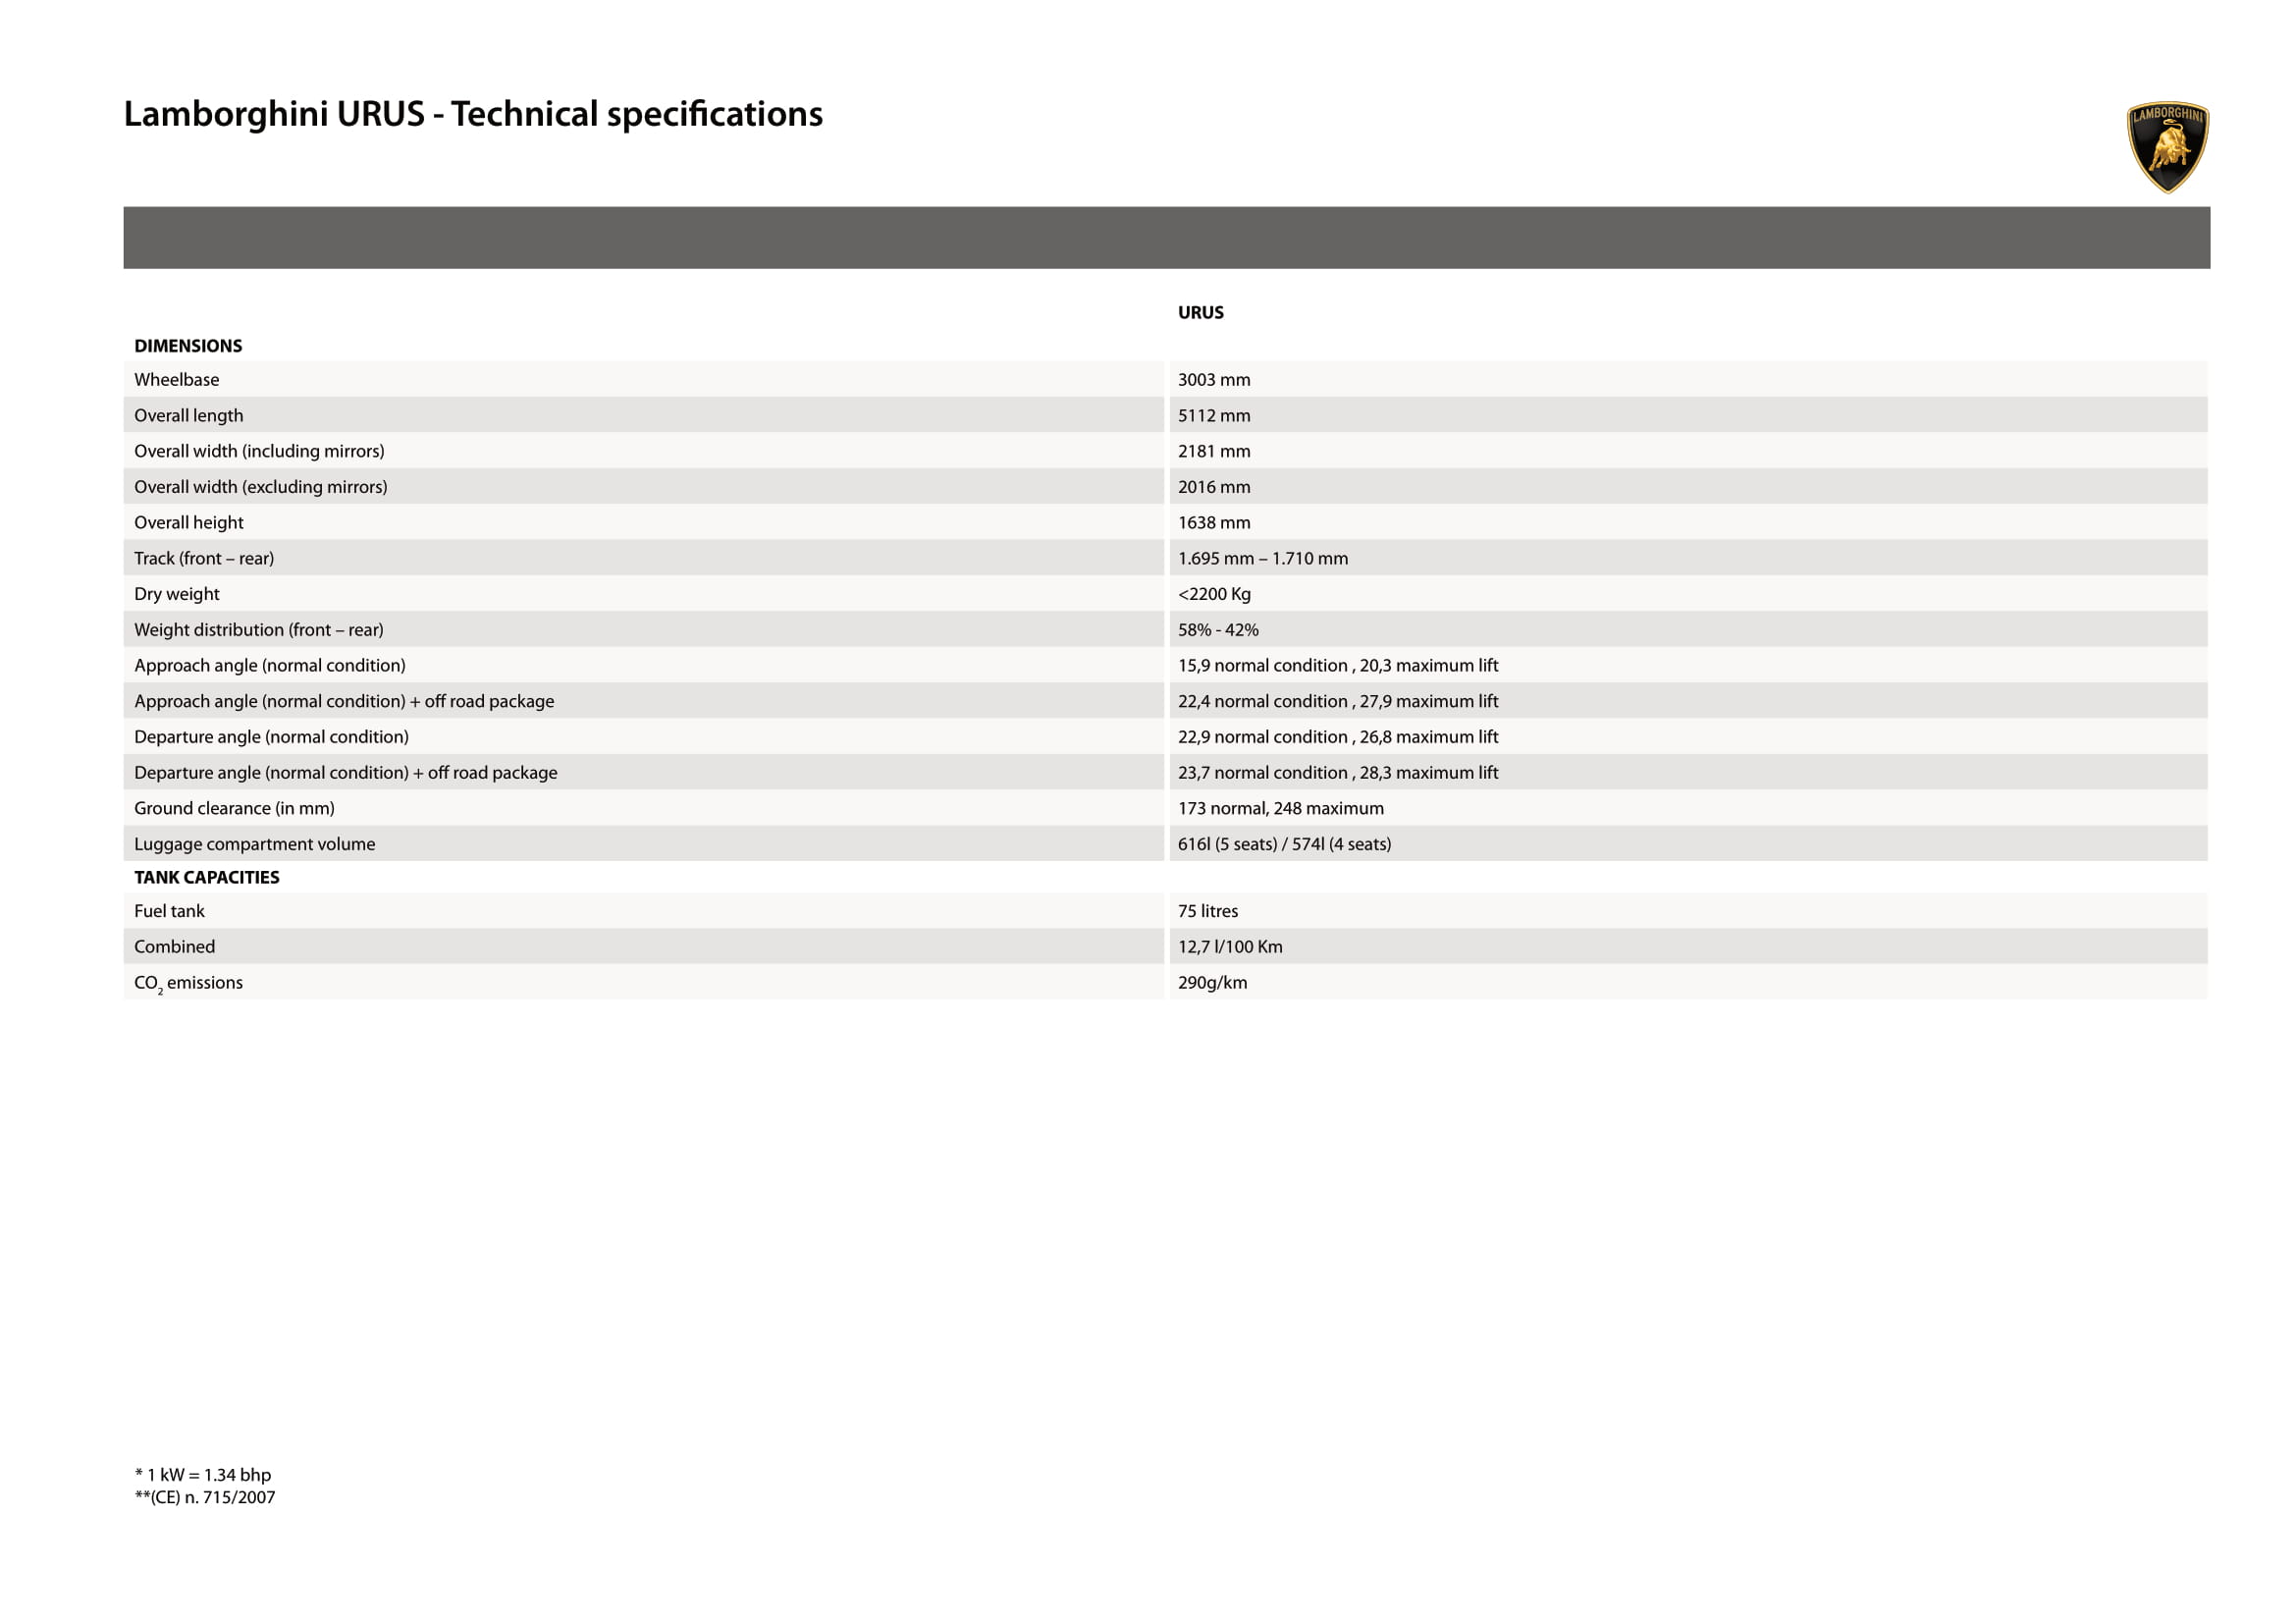 Lamborghini URUS - Technical specifications
LAMBORGHINI
URUS
DIMENSIONS
Wheelbase 3003 mm
Overall length 5112 mm
Overall width (including mirrors) 2181 mm
Overall width (excluding mirrors) 2016 mm
Overall height 1638 mm
Track (front – rear) 1.695 mm – 1.710 mm
Dry weight <2200 Kg
Weight distribution (front – rear) 58% - 42%
Approach angle (normal condition) 15,9 normal condition , 20,3 maximum lift
Approach angle (normal condition) + off road package 22,4 normal condition , 27,9 maximum lift
Departure angle (normal condition) 22,9 normal condition , 26,8 maximum lift
Departure angle (normal condition) + off road package 23,7 normal condition , 28,3 maximum lift
Ground clearance (in mm) 173 normal, 248 maximum
Luggage compartment volume 616l (5 seats) / 574l (4 seats)
TANK CAPACITIES
Fuel tank 75 litres
Combined 12,7 l/100 Km
CO₂ emissions 290g/km
* 1 kW = 1.34 bhp
**(CE) n. 715/2007